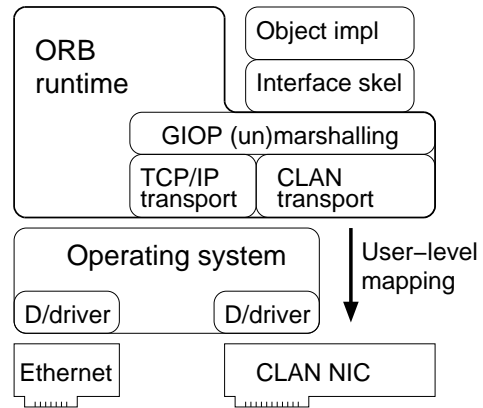 ORB
runtime
Object impl
Interface skel
GIOP (un)marshalling
TCP/IP
transport
CLAN
transport
Operating system
User−level
mapping
D/driver
D/driver
Ethernet
CLAN NIC